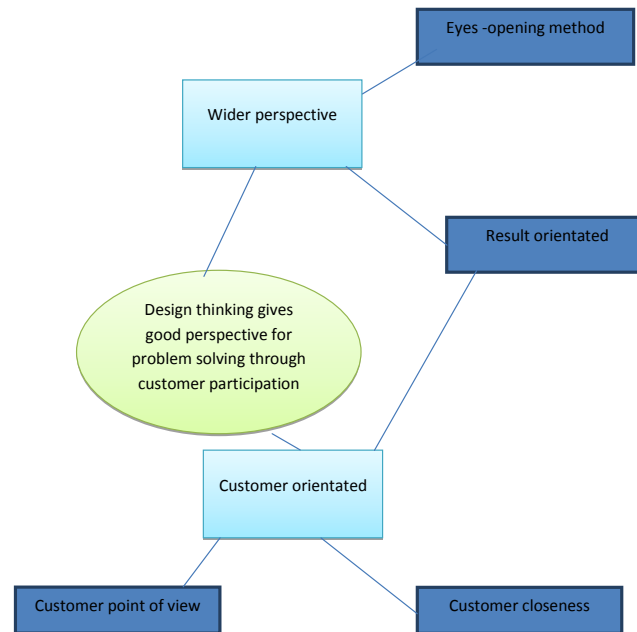 Eyes -opening method
Wider perspective
Result orientated
Design thinking gives
good perspective for
problem solving through
customer participation
Customer orientated
Customer point of view
Customer closeness